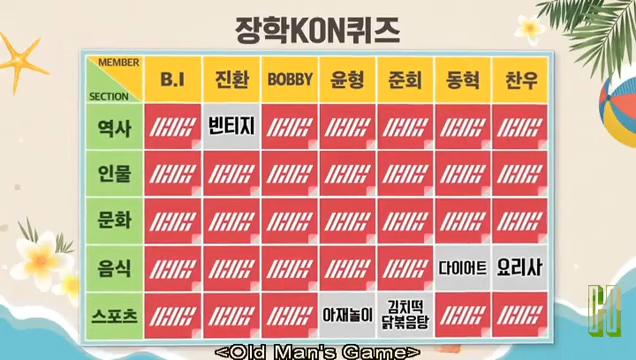 장학KON퀴즈
MEMBER
SECTION
B.I 진환 BOBBY 윤형 준회 동혁 찬우
역사 빈티지
인물
문화
음식 다이어트 요리사
스포츠 아재놀이 김치떡
닭볶음탕
<Old Man's Game>